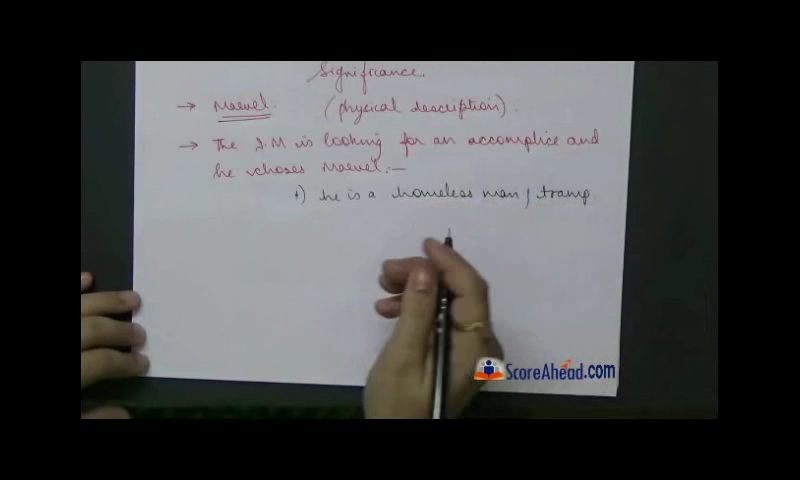 Significance.
→ Marvel. (physical description).
→ The I.M is looking for an accomplice and
he choses Marvel:—
+) he is a homeless man / tramp
ScoreAhead.com